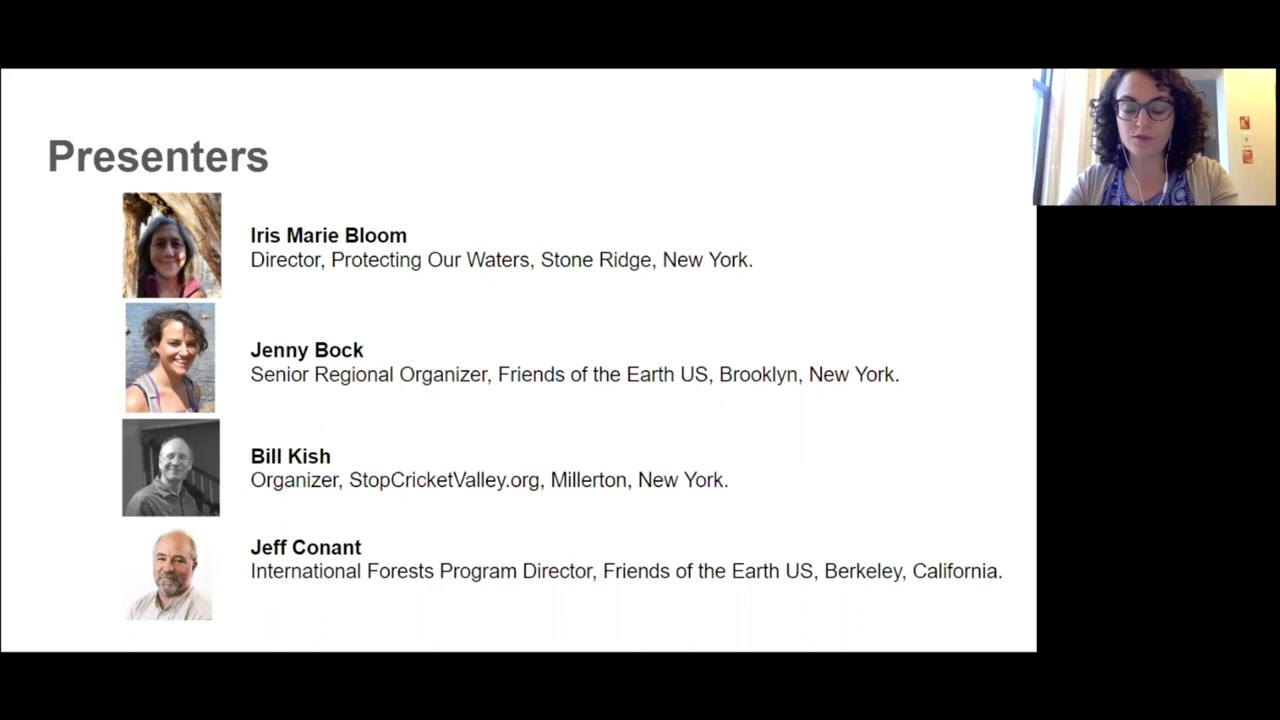 Presenters
Iris Marie Bloom
Director, Protecting Our Waters, Stone Ridge, New York.
Jenny Bock
Senior Regional Organizer, Friends of the Earth US, Brooklyn, New York.
Bill Kish
Organizer, StopCricketValley.org, Millerton, New York.
Jeff Conant
International Forests Program Director, Friends of the Earth US, Berkeley, California.